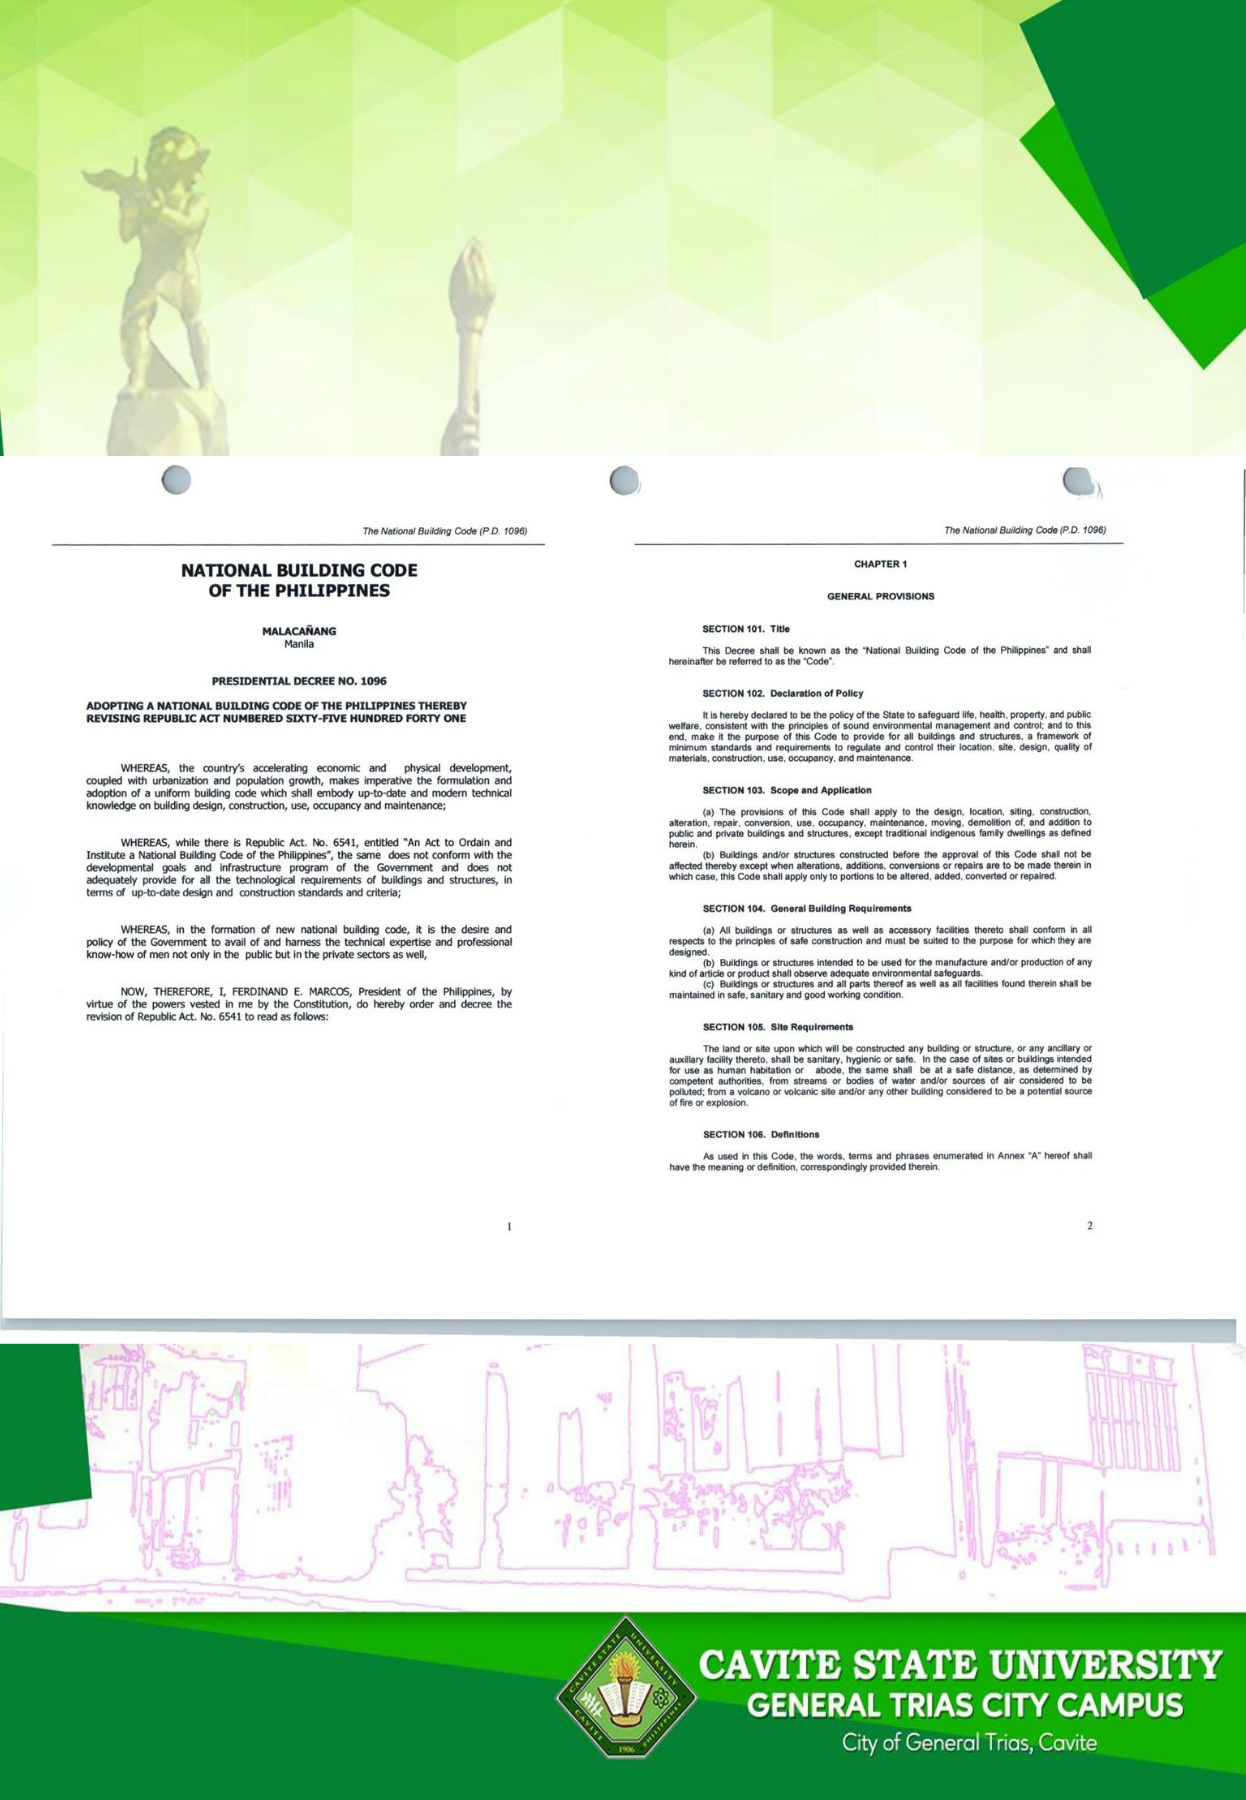 The National Building Code (P.D. 1096)
NATIONAL BUILDING CODE
OF THE PHILIPPINES
MALACAÑANG
Manila
PRESIDENTIAL DECREE NO. 1096
ADOPTING A NATIONAL BUILDING CODE OF THE PHILIPPINES THEREBY
REVISING REPUBLIC ACT NUMBERED SIXTY-FIVE HUNDRED FORTY ONE
WHEREAS, the country's accelerating economic and physical development,
coupled with urbanization and population growth, makes imperative the formulation and
adoption of a uniform building code which shall embody up-to-date and modern technical
knowledge on building design, construction, use, occupancy and maintenance;
WHEREAS, while there is Republic Act. No. 6541, entitled "An Act to Ordain and
Institute a National Building Code of the Philippines", the same does not conform with the
developmental goals and infrastructure program of the Government and does not
adequately provide for all the technological requirements of buildings and structures, in
terms of up-to-date design and construction standards and criteria;
WHEREAS, in the formation of new national building code, it is the desire and
policy of the Government to avail of and harness the technical expertise and professional
know-how of men not only in the public but in the private sectors as well,
NOW, THEREFORE, I, FERDINAND E. MARCOS, President of the Philippines, by
virtue of the powers vested in me by the Constitution, do hereby order and decree the
revision of Republic Act. No. 6541 to read as follows:
1
The National Building Code (P.D. 1096)
CHAPTER 1
GENERAL PROVISIONS
SECTION 101. Title
This Decree shall be known as the "National Building Code of the Philippines" and shall
hereinafter be referred to as the "Code".
SECTION 102. Declaration of Policy
It is hereby declared to be the policy of the State to safeguard life, health, property, and public
welfare, consistent with the principles of sound environmental management and control; and to this
end, make it the purpose of this Code to provide for all buildings and structures, a framework of
minimum standards and requirements to regulate and control their location, site, design, quality of
materials, construction, use, occupancy, and maintenance.
SECTION 103. Scope and Application
(a) The provisions of this Code shall apply to the design, location, siting, construction,
alteration, repair, conversion, use, occupancy, maintenance, moving, demolition of, and addition to
public and private buildings and structures, except traditional indigenous family dwellings as defined
herein.
(b) Buildings and/or structures constructed before the approval of this Code shall not be
affected thereby except when alterations, additions, conversions or repairs are to be made therein in
which case, this Code shall apply only to portions to be altered, added, converted or repaired.
SECTION 104. General Building Requirements
(a) All buildings or structures as well as accessory facilities thereto shall conform in all
respects to the principles of safe construction and must be suited to the purpose for which they are
designed.
(b) Buildings or structures intended to be used for the manufacture and/or production of any
kind of article or product shall observe adequate environmental safeguards.
(c) Buildings or structures and all parts thereof as well as all facilities found therein shall be
maintained in safe, sanitary and good working condition.
SECTION 105. Site Requirements
The land or site upon which will be constructed any building or structure, or any ancillary or
auxillary facility thereto, shall be sanitary, hygienic or safe. In the case of sites or buildings intended
for use as human habitation or abode, the same shall be at a safe distance, as determined by
competent authorities, from streams or bodies of water and/or sources of air considered to be
polluted; from a volcano or volcanic site and/or any other building considered to be a potential source
of fire or explosion.
SECTION 106. Definitions
As used in this Code, the words, terms and phrases enumerated in Annex "A" hereof shall
have the meaning or definition, correspondingly provided therein.
2
CAVITE STATE UNIVERSITY
CAVITE
PHILIPPINES
1906
CAVITE STATE UNIVERSITY
GENERAL TRIAS CITY CAMPUS
City of General Trias, Cavite